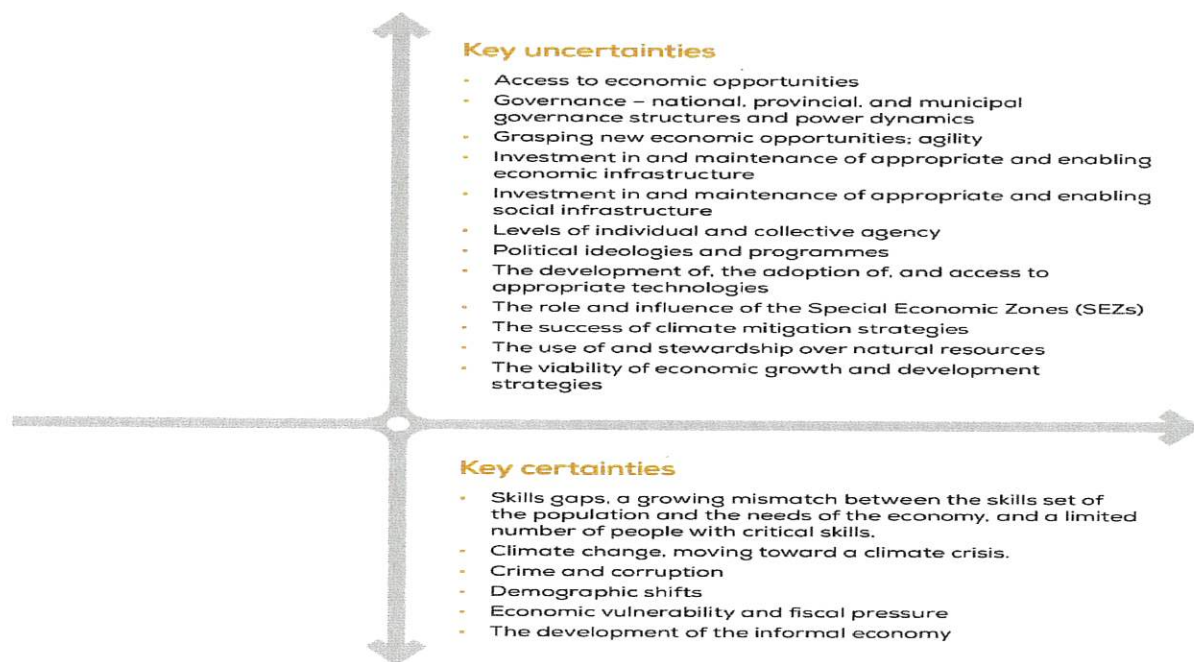 Key uncertainties
- Access to economic opportunities
- Governance – national, provincial, and municipal
governance structures and power dynamics
- Grasping new economic opportunities; agility
- Investment in and maintenance of appropriate and enabling
economic infrastructure
- Investment in and maintenance of appropriate and enabling
social infrastructure
- Levels of individual and collective agency
- Political ideologies and programmes
- The development of, the adoption of, and access to
appropriate technologies
- The role and influence of the Special Economic Zones (SEZs)
- The success of climate mitigation strategies
- The use of and stewardship over natural resources
- The viability of economic growth and development
strategies
Key certainties
- Skills gaps, a growing mismatch between the skills set of
the population and the needs of the economy, and a limited
number of people with critical skills.
- Climate change, moving toward a climate crisis.
- Crime and corruption
- Demographic shifts
- Economic vulnerability and fiscal pressure
- The development of the informal economy